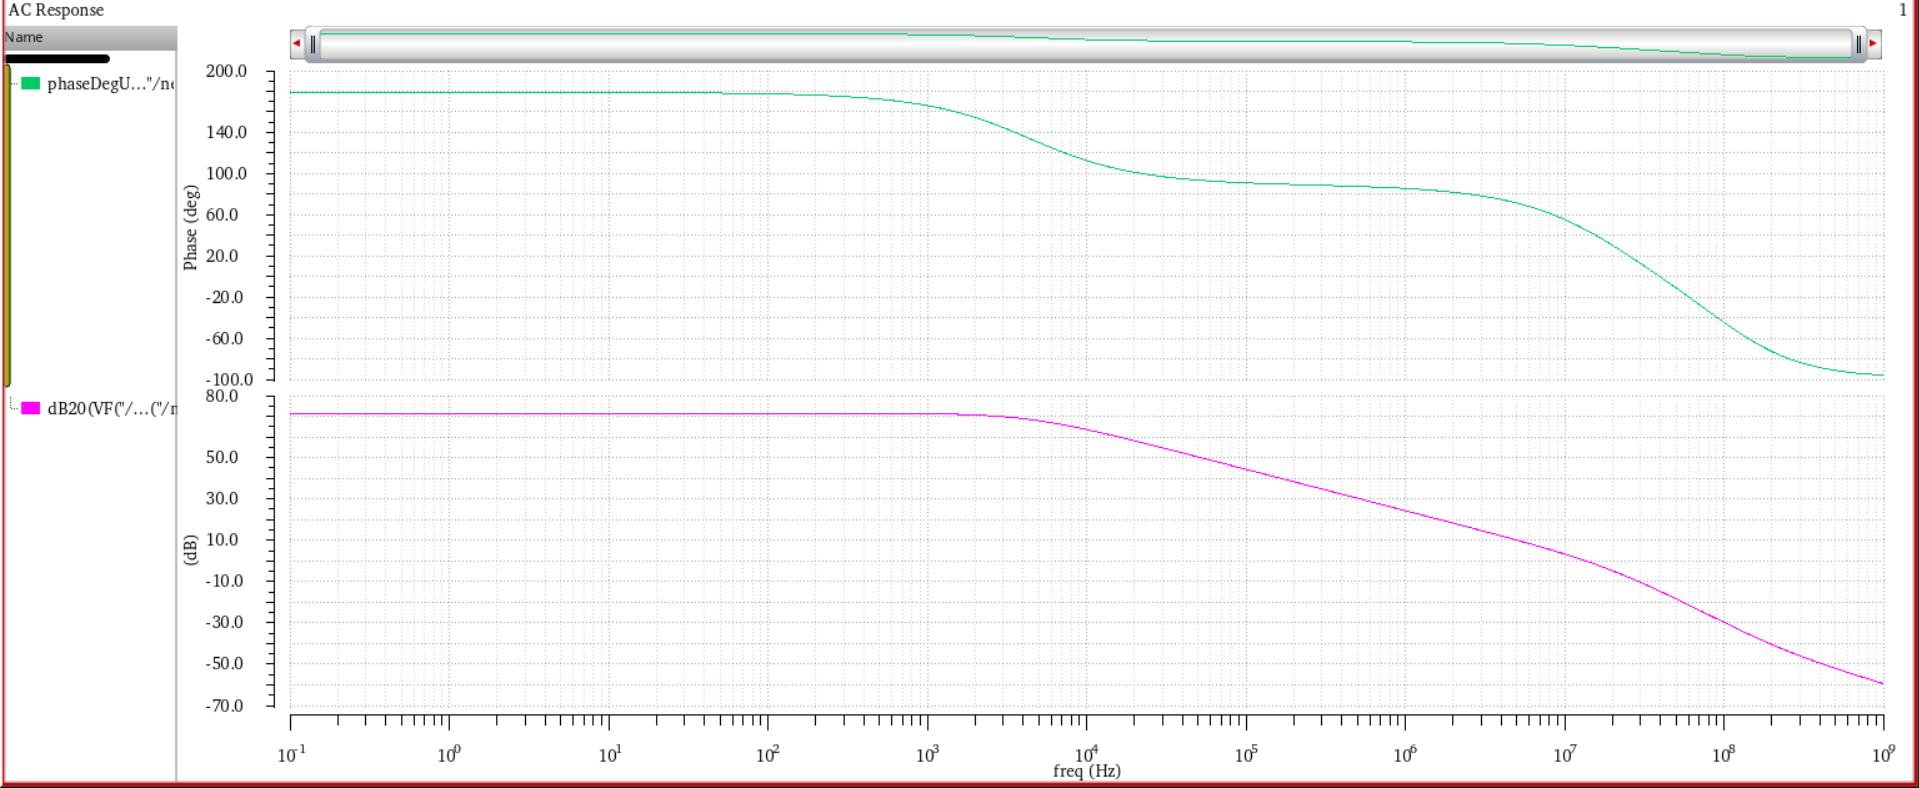 AC Response
1
Name
phaseDegU..."/ne
dB20(VF("/...("/r
Phase (deg)
200.0
140.0
100.0
60.0
20.0
-20.0
-60.0
-100.0
(dB)
80.0
50.0
30.0
10.0
-10.0
-30.0
-50.0
-70.0
10⁻¹ 10⁰ 10¹ 10² 10³ 10⁴ 10⁵ 10⁶ 10⁷ 10⁸ 10⁹
freq (Hz)